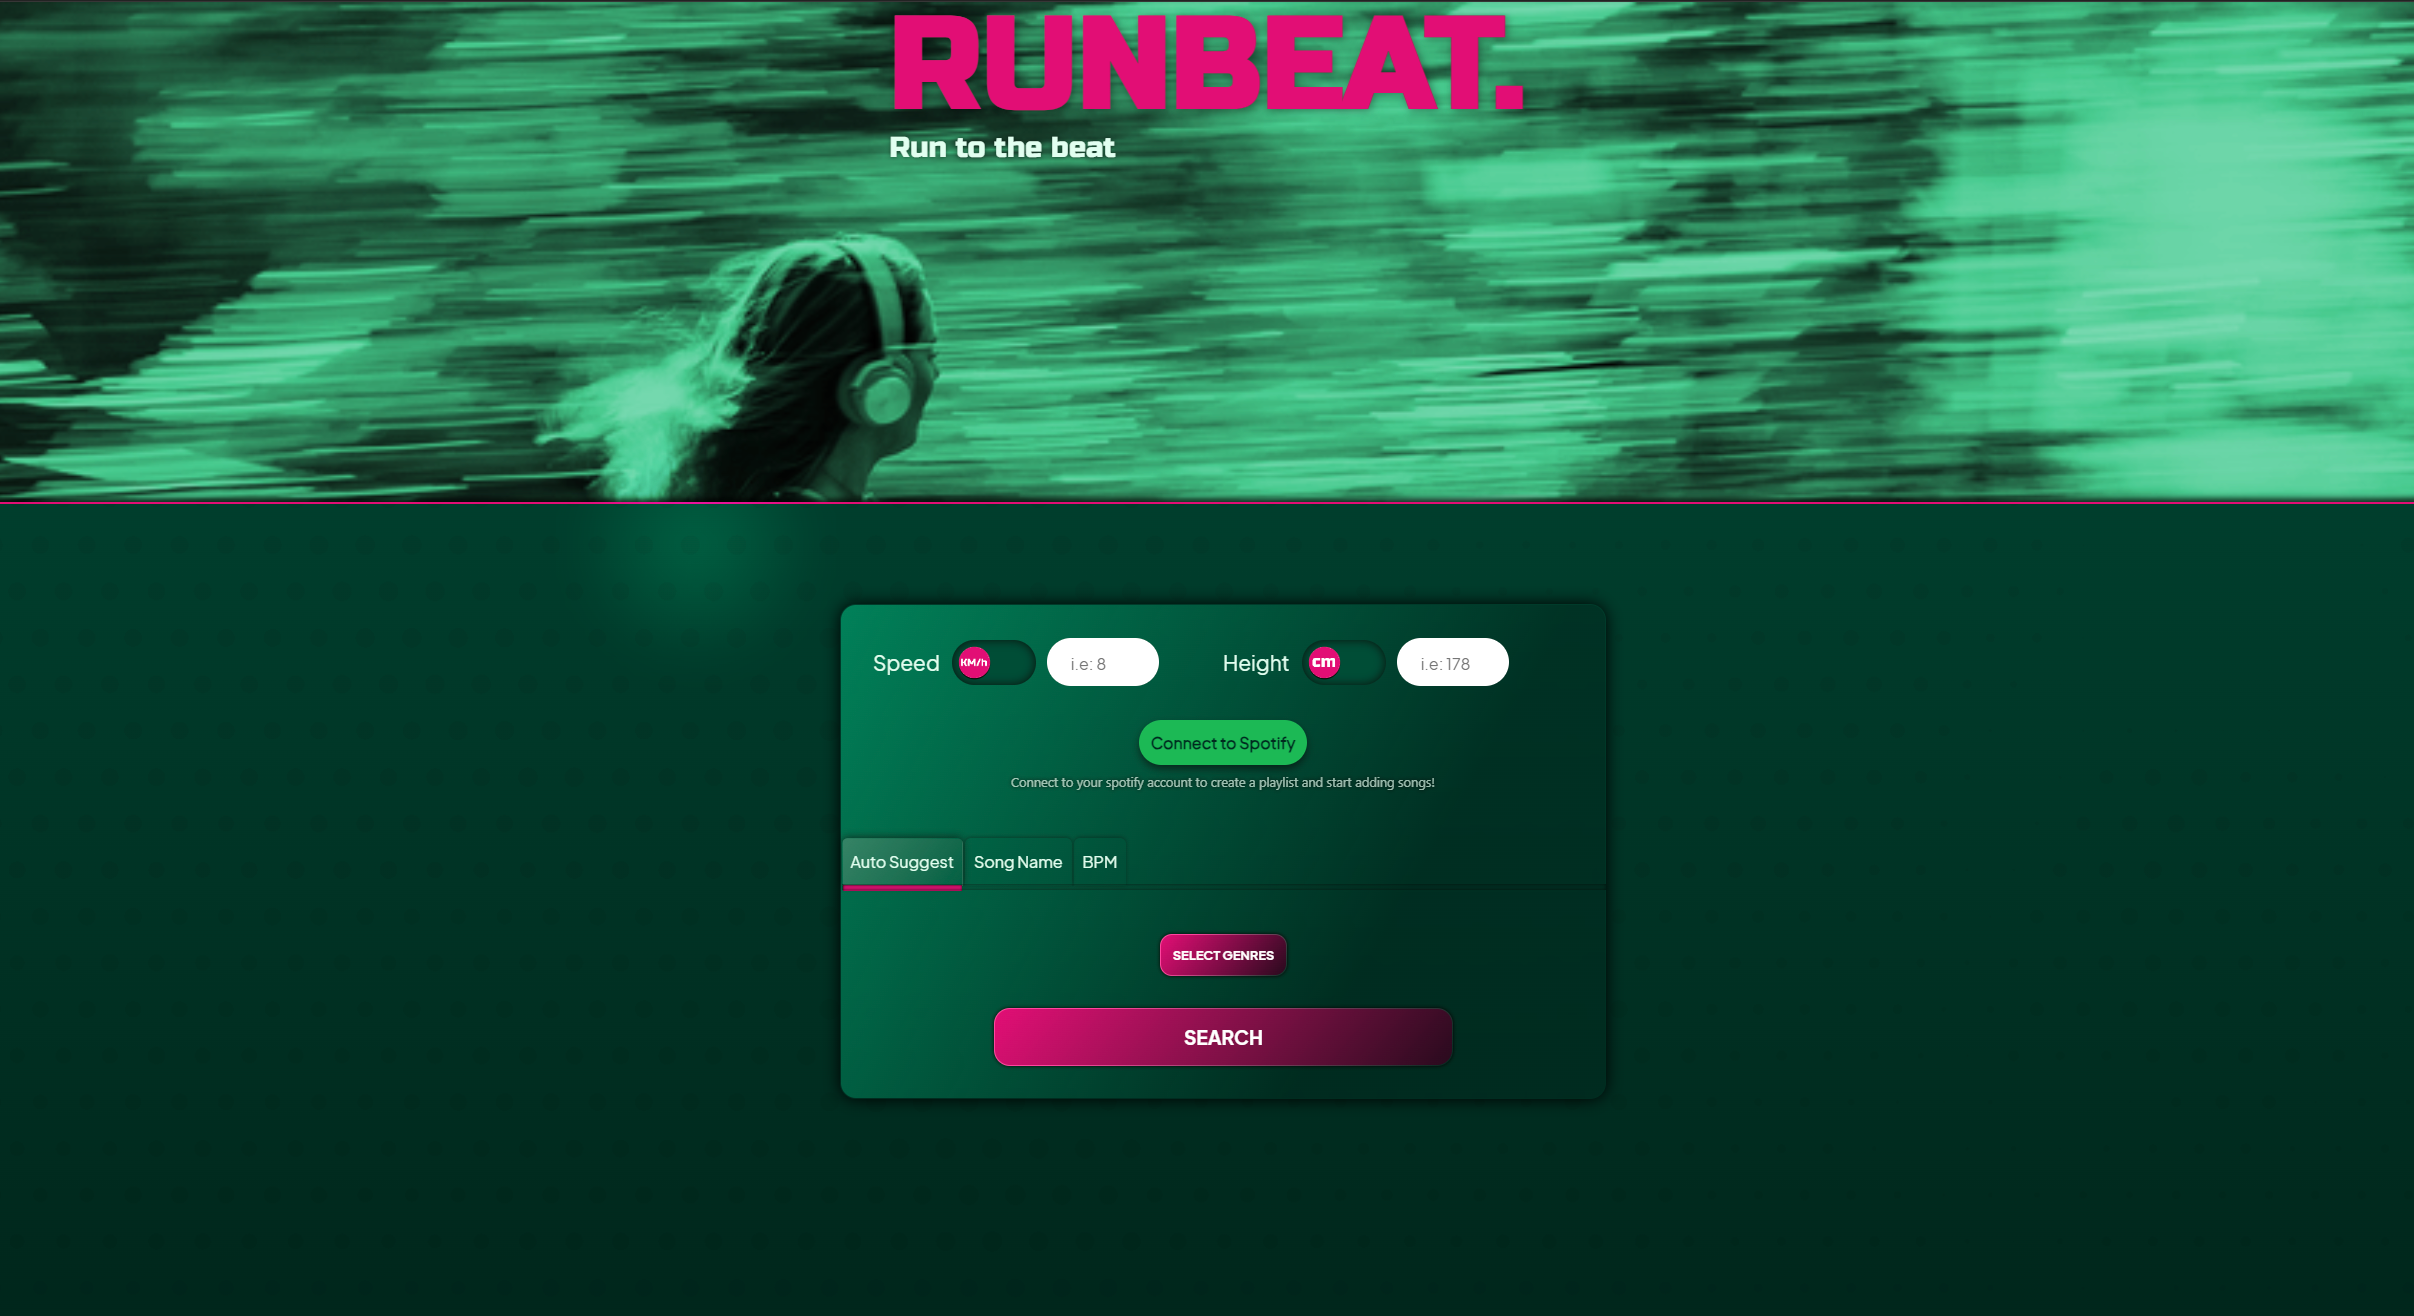 RUNBEAT.
Run to the beat
Speed KM/h i.e: 8 Height cm i.e: 178
Connect to Spotify
Connect to your spotify account to create a playlist and start adding songs!
Auto Suggest Song Name BPM
SELECT GENRES
SEARCH